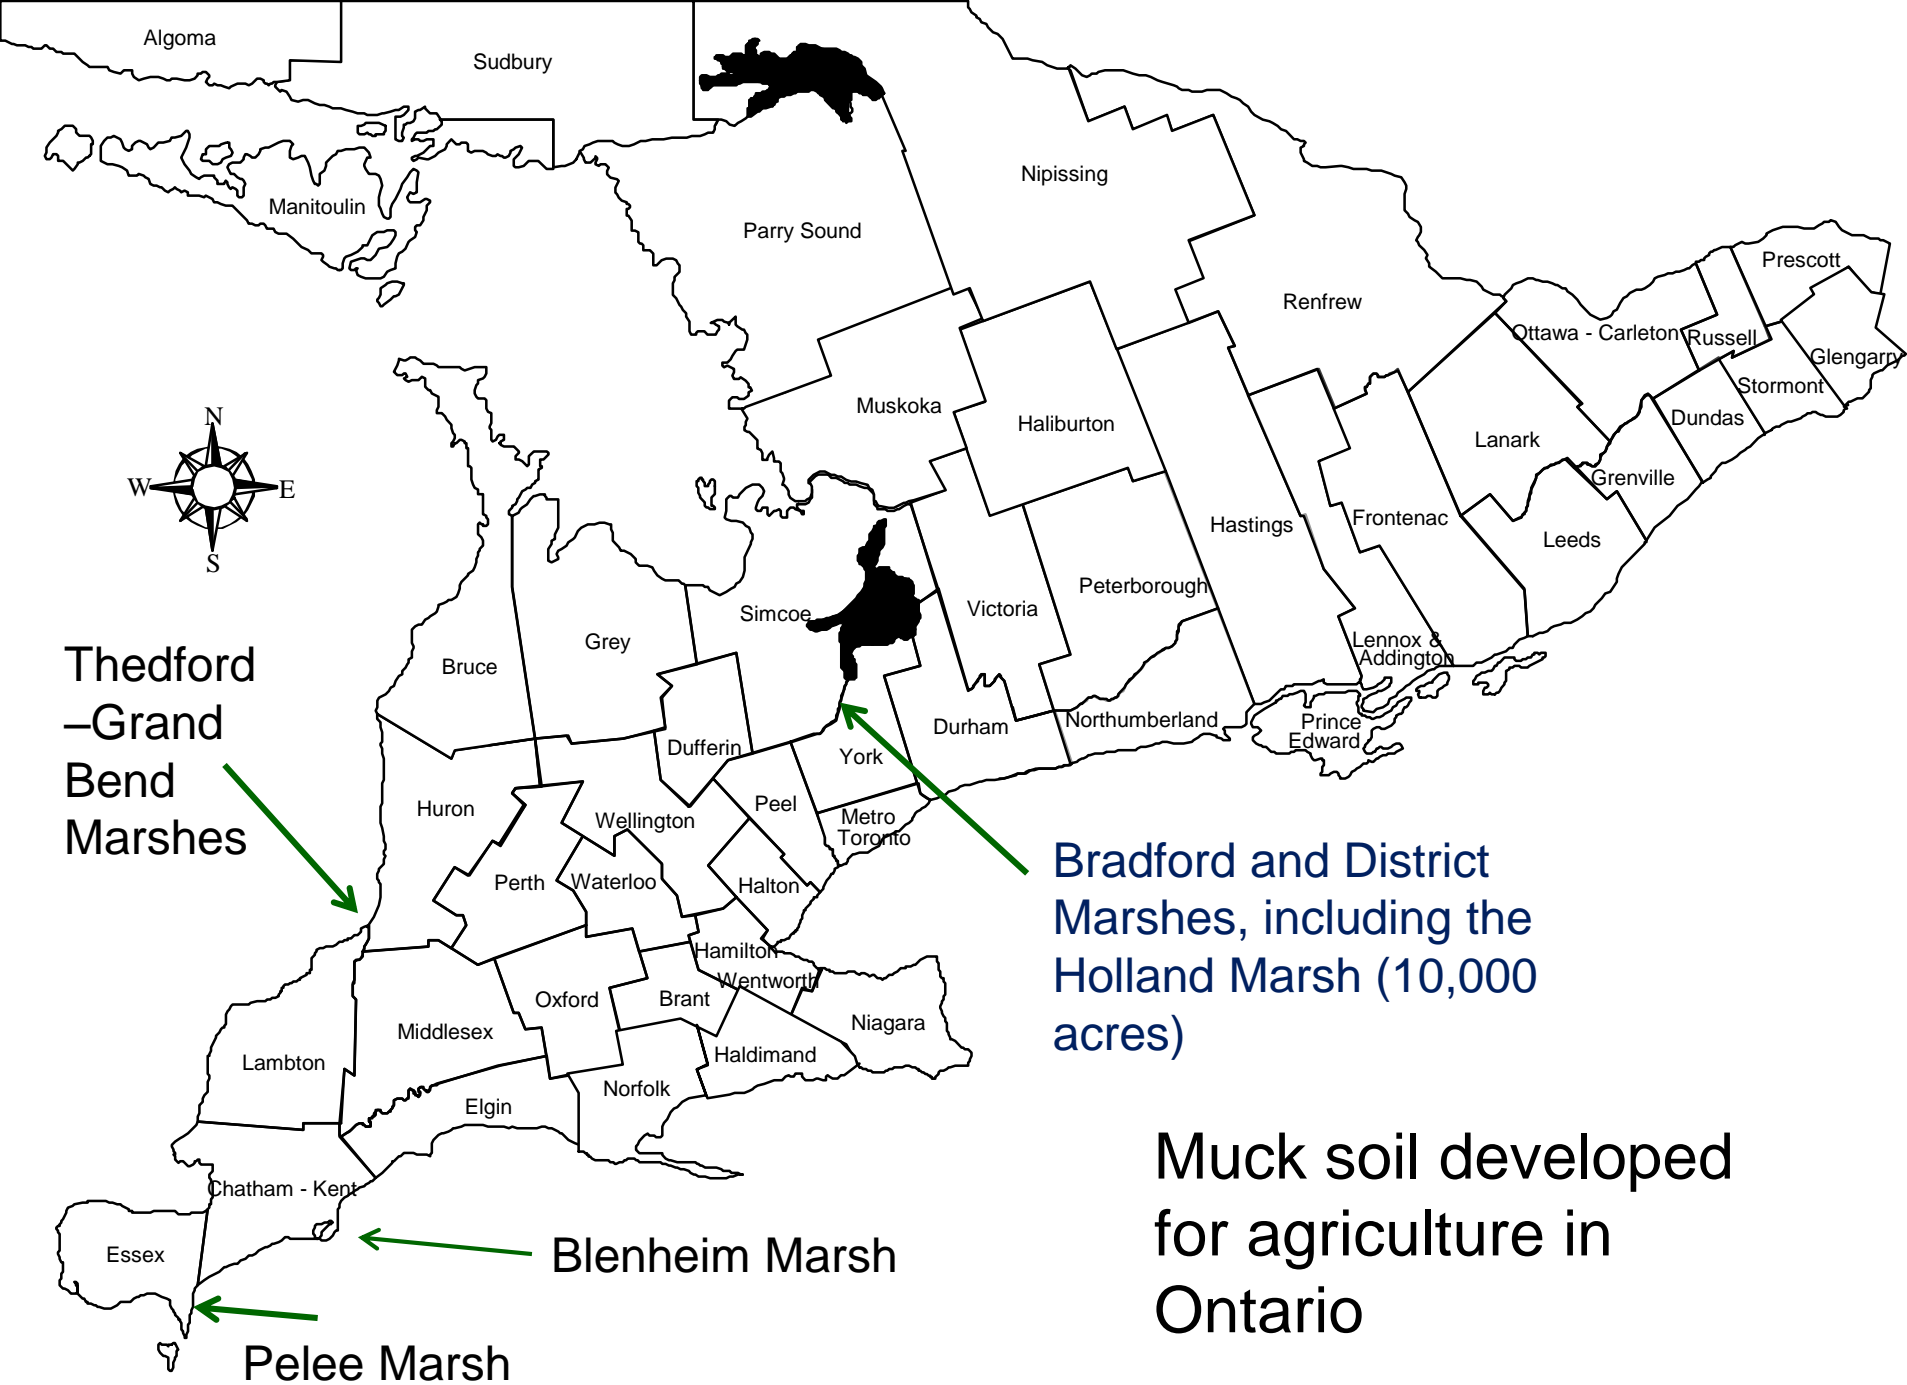 Algoma
Sudbury
Nipissing
Manitoulin
Parry Sound
Prescott
Renfrew
Ottawa - Carleton
Russell
Glengarry
Stormont
Dundas
Muskoka
Haliburton
Lanark
Grenville
N
W
E
S
Hastings
Frontenac
Leeds
Peterborough
Victoria
Simcoe
Grey
Bruce
Lennox &
Addington
Thedford
–Grand
Bend
Marshes
Northumberland
Prince
Edward
Durham
Dufferin
York
Huron
Peel
Wellington
Metro
Toronto
Perth
Waterloo
Halton
Bradford and District
Marshes, including the
Holland Marsh (10,000
acres)
Hamilton
Wentworth
Oxford
Brant
Niagara
Middlesex
Haldimand
Lambton
Norfolk
Elgin
Chatham - Kent
Essex
Blenheim Marsh
Pelee Marsh
Muck soil developed
for agriculture in
Ontario